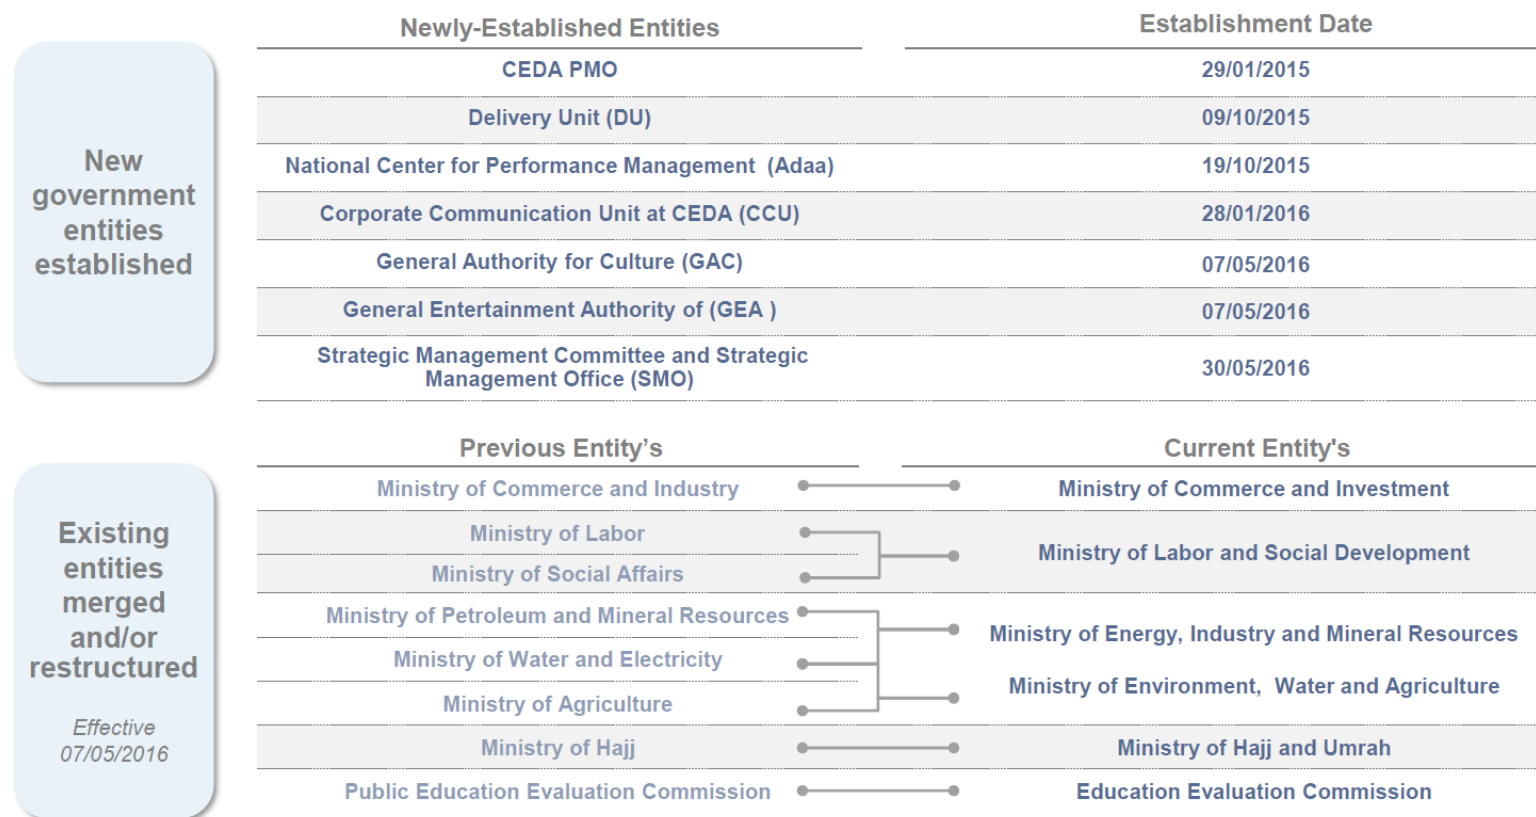 Newly-Established Entities
Establishment Date
New
government
entities
established
CEDA PMO
29/01/2015
Delivery Unit (DU)
09/10/2015
National Center for Performance Management  (Adaa)
19/10/2015
Corporate Communication Unit at CEDA (CCU)
28/01/2016
General Authority for Culture (GAC)
07/05/2016
General Entertainment Authority of (GEA )
07/05/2016
Strategic Management Committee and Strategic
Management Office (SMO)
30/05/2016
Previous Entity’s
Current Entity's
Existing
entities
merged
and/or
restructured
Effective
07/05/2016
Ministry of Commerce and Industry
Ministry of Commerce and Investment
Ministry of Labor
Ministry of Social Affairs
Ministry of Labor and Social Development
Ministry of Petroleum and Mineral Resources
Ministry of Water and Electricity
Ministry of Agriculture
Ministry of Energy, Industry and Mineral Resources
Ministry of Environment,  Water and Agriculture
Ministry of Hajj
Ministry of Hajj and Umrah
Public Education Evaluation Commission
Education Evaluation Commission